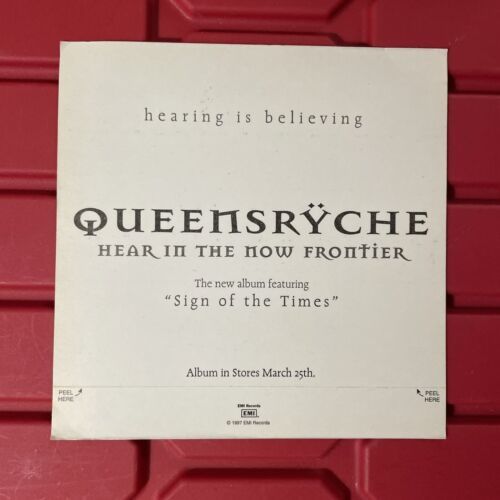 hearing is believing
QUEENSRŸCHE
HEAR IN THE NOW FRONTIER
The new album featuring
"Sign of the Times"
Album in Stores March 25th.
PEEL HERE
PEEL HERE
EMI Records
EMI
© 1997 EMI Records